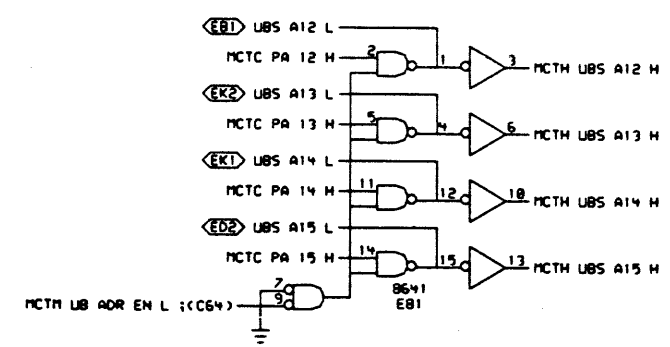 EB1 UBS A12 L
MCTC PA 12 H 2 1 3 MCTH UBS A12 H
EK2 UBS A13 L
MCTC PA 13 H 5 4 6 MCTH UBS A13 H
EK1 UBS A14 L
MCTC PA 14 H 11 12 10 MCTH UBS A14 H
ED2 UBS A15 L
MCTC PA 15 H 14 15 13 MCTH UBS A15 H
7
MCTM UB ADR EN L ;(C64) 9
8641
E81